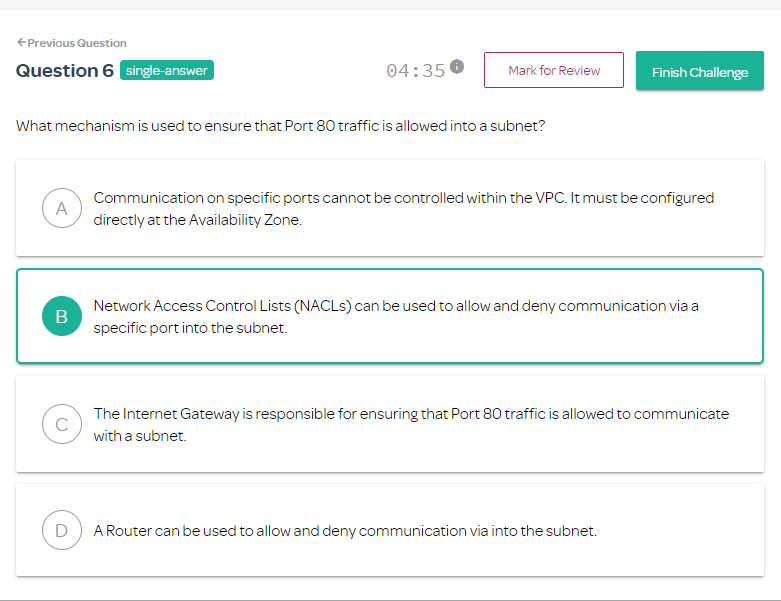 ←Previous Question
Question 6 single-answer 04:35 i Mark for Review Finish Challenge
What mechanism is used to ensure that Port 80 traffic is allowed into a subnet?
A
Communication on specific ports cannot be controlled within the VPC. It must be configured
directly at the Availability Zone.
B
Network Access Control Lists (NACLs) can be used to allow and deny communication via a
specific port into the subnet.
C
The Internet Gateway is responsible for ensuring that Port 80 traffic is allowed to communicate
with a subnet.
D
A Router can be used to allow and deny communication via into the subnet.